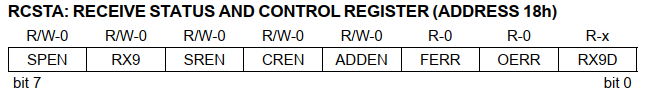 RCSTA: RECEIVE STATUS AND CONTROL REGISTER (ADDRESS 18h)
R/W-0 R/W-0 R/W-0 R/W-0 R/W-0 R-0 R-0 R-x
SPEN RX9 SREN CREN ADDEN FERR OERR RX9D
bit 7 bit 0